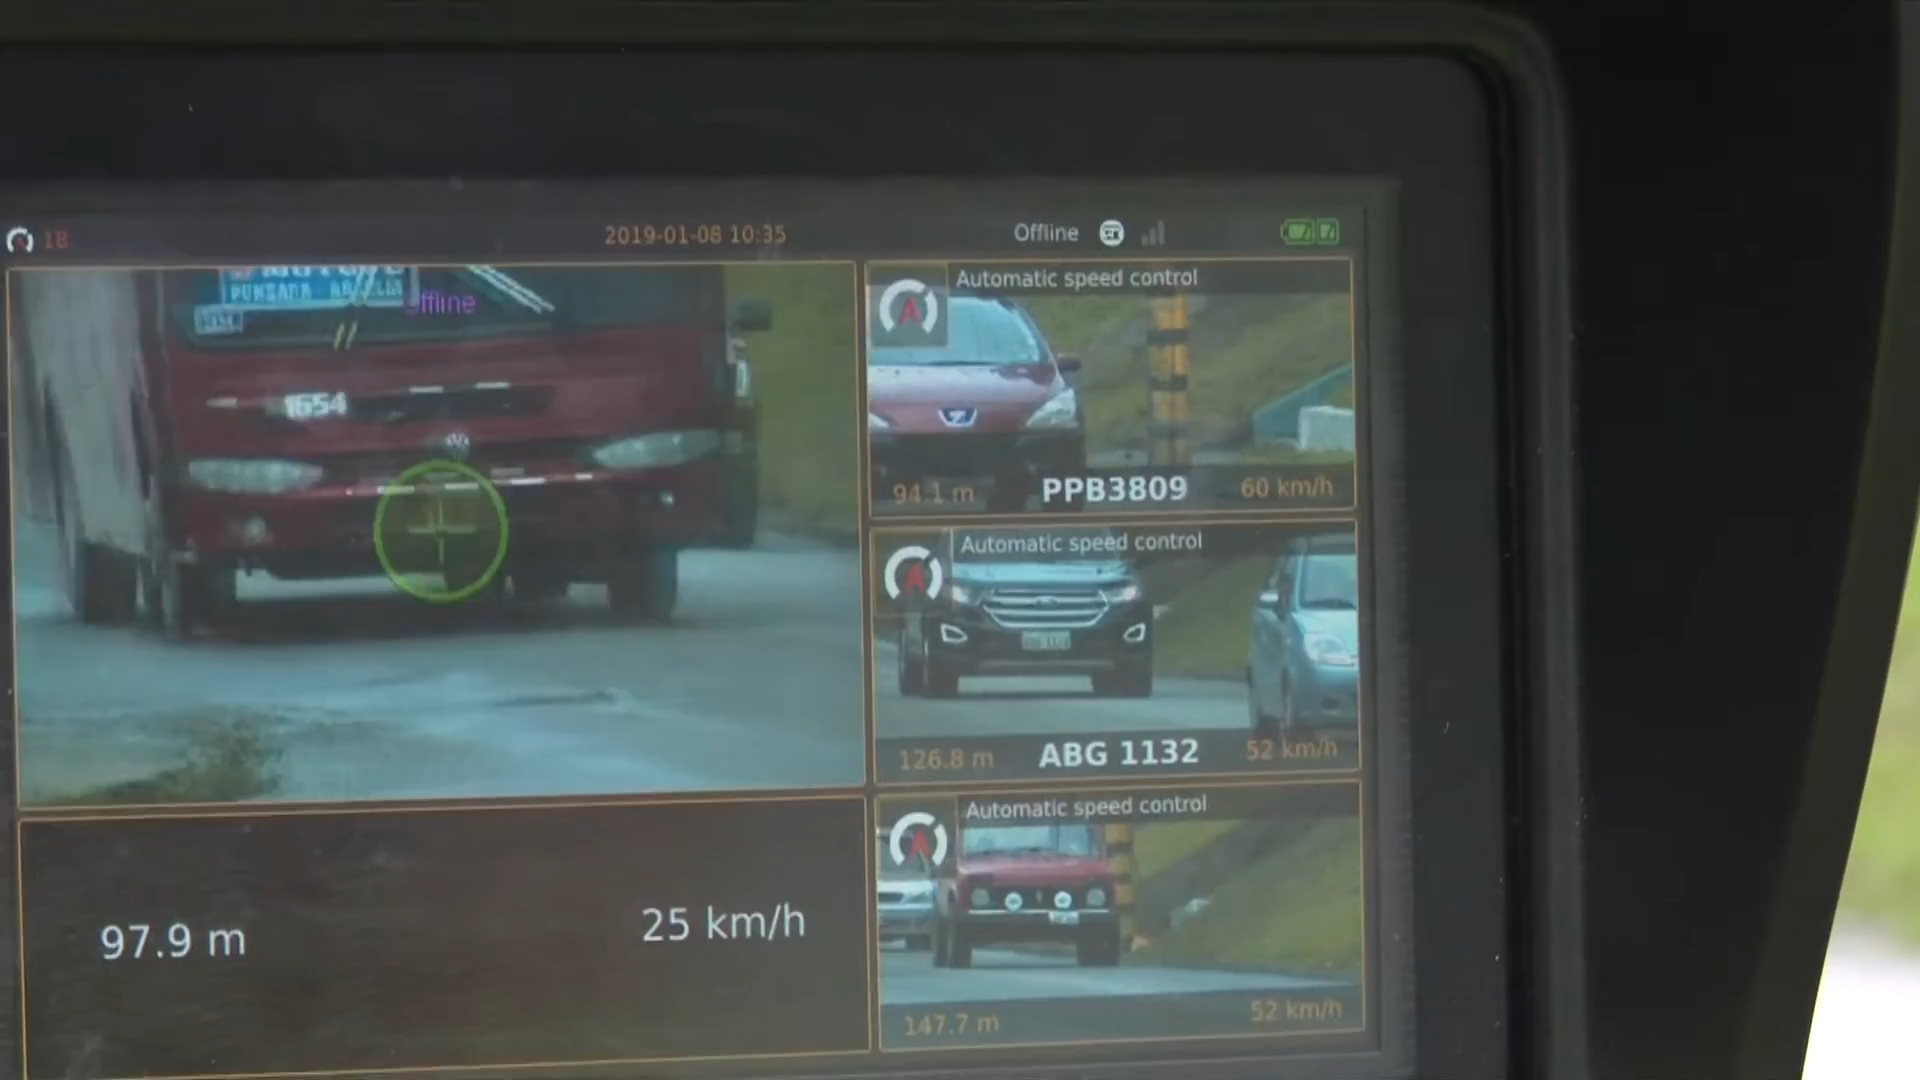 18
2019-01-08 10:35
Offline
Offline
1654
97.9 m
25 km/h
Automatic speed control
94.1 m PPB3809 60 km/h
Automatic speed control
126.8 m ABG 1132 52 km/h
Automatic speed control
147.7 m 52 km/h